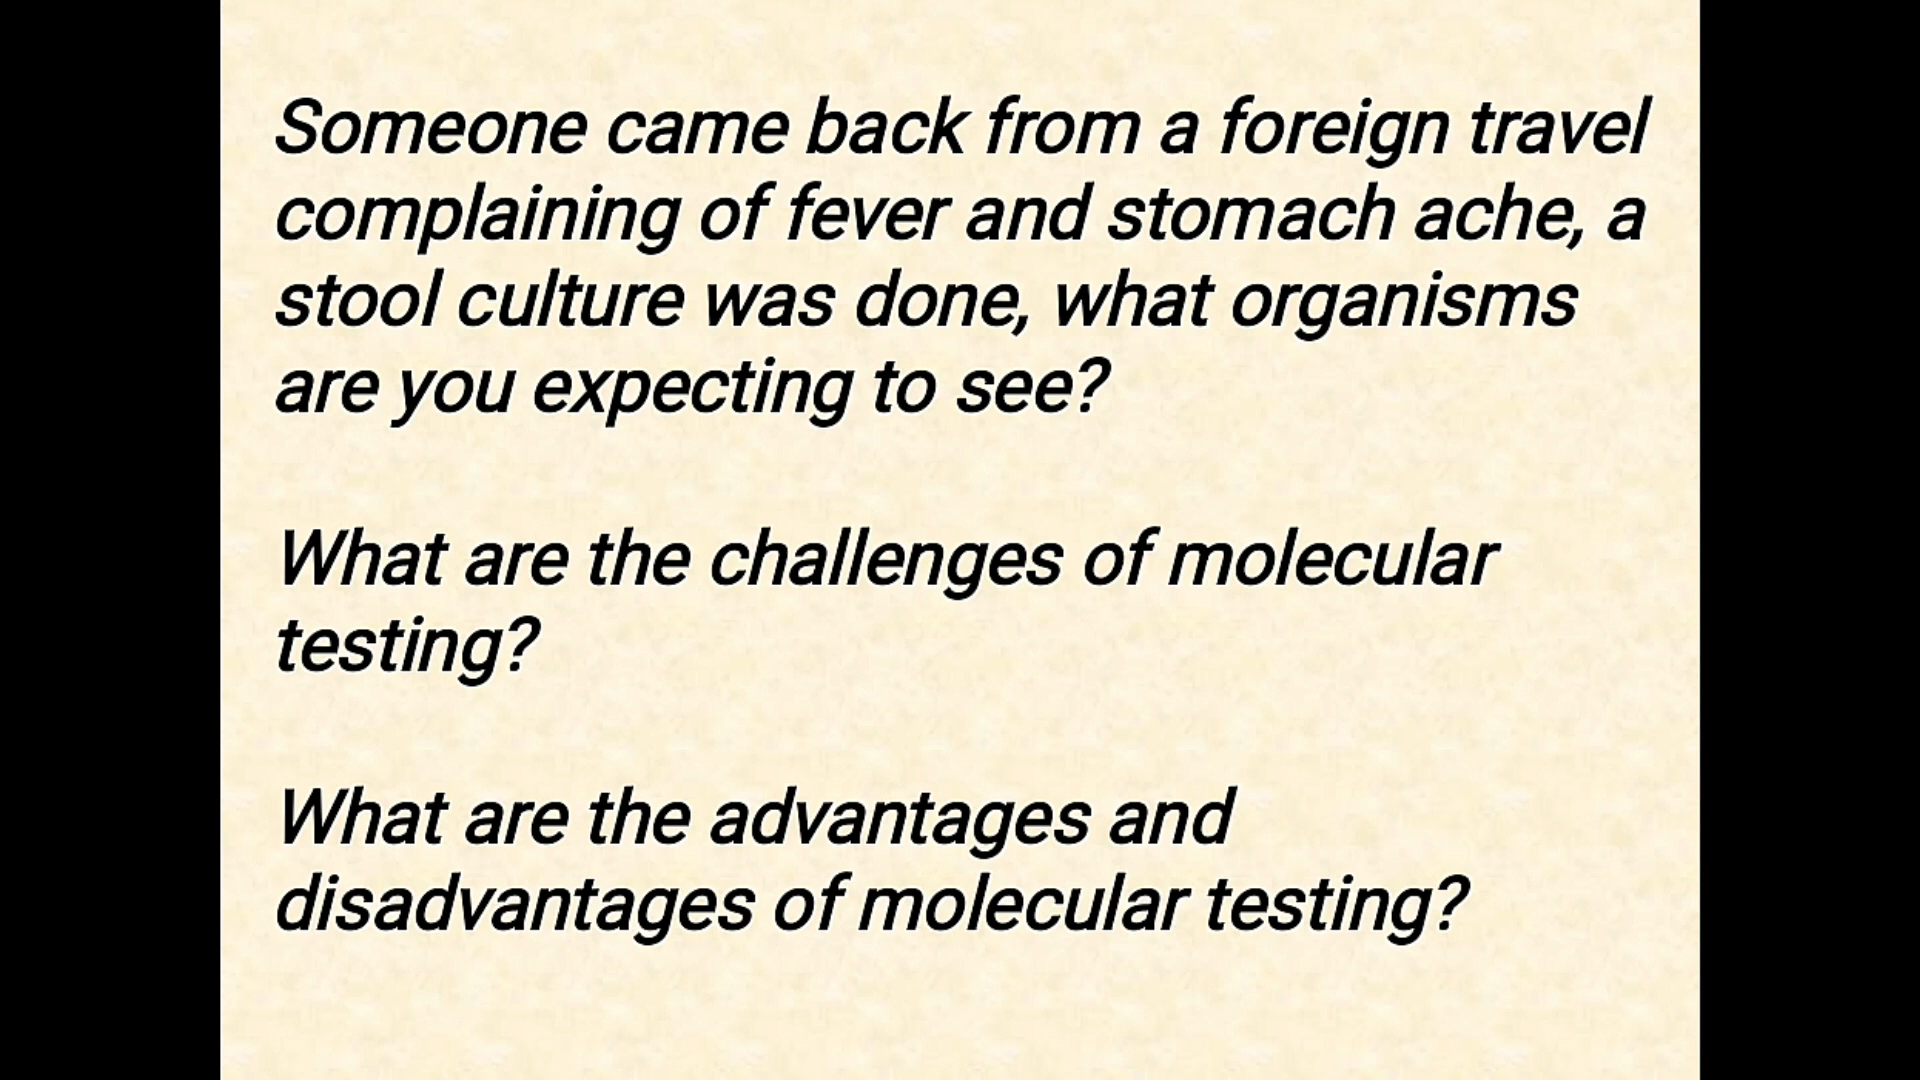 Someone came back from a foreign travel
complaining of fever and stomach ache, a
stool culture was done, what organisms
are you expecting to see?
What are the challenges of molecular
testing?
What are the advantages and
disadvantages of molecular testing?